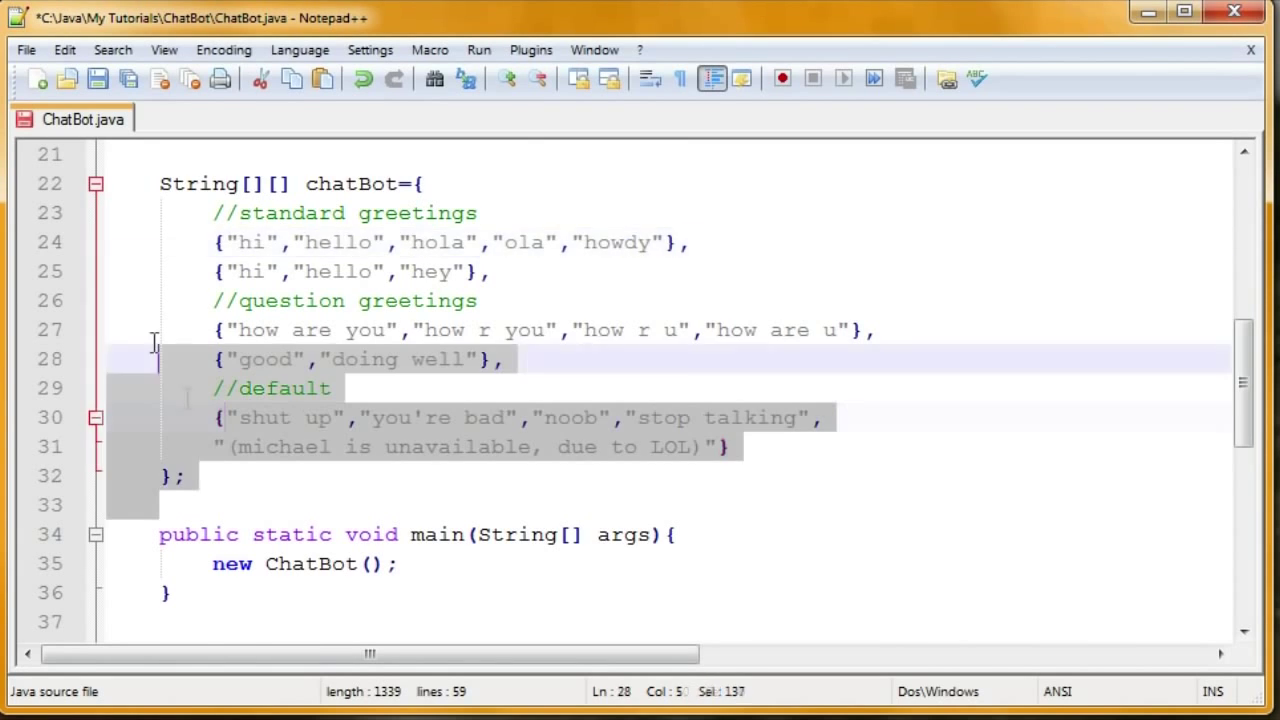 *C:\Java\My Tutorials\ChatBot\ChatBot.java - Notepad++
File Edit Search View Encoding Language Settings Macro Run Plugins Window ? X
ChatBot.java
21
22 String[][] chatBot={
23 //standard greetings
24 {"hi","hello","hola","ola","howdy"},
25 {"hi","hello","hey"},
26 //question greetings
27 {"how are you","how r you","how r u","how are u"},
28 {"good","doing well"},
29 //default
30 {"shut up","you're bad","noob","stop talking",
31 "(michael is unavailable, due to LOL)"}
32 };
33
34 public static void main(String[] args){
35 new ChatBot();
36 }
37
Java source file length : 1339 lines : 59 Ln : 28 Col : 5 Sel : 137 Dos\Windows ANSI INS